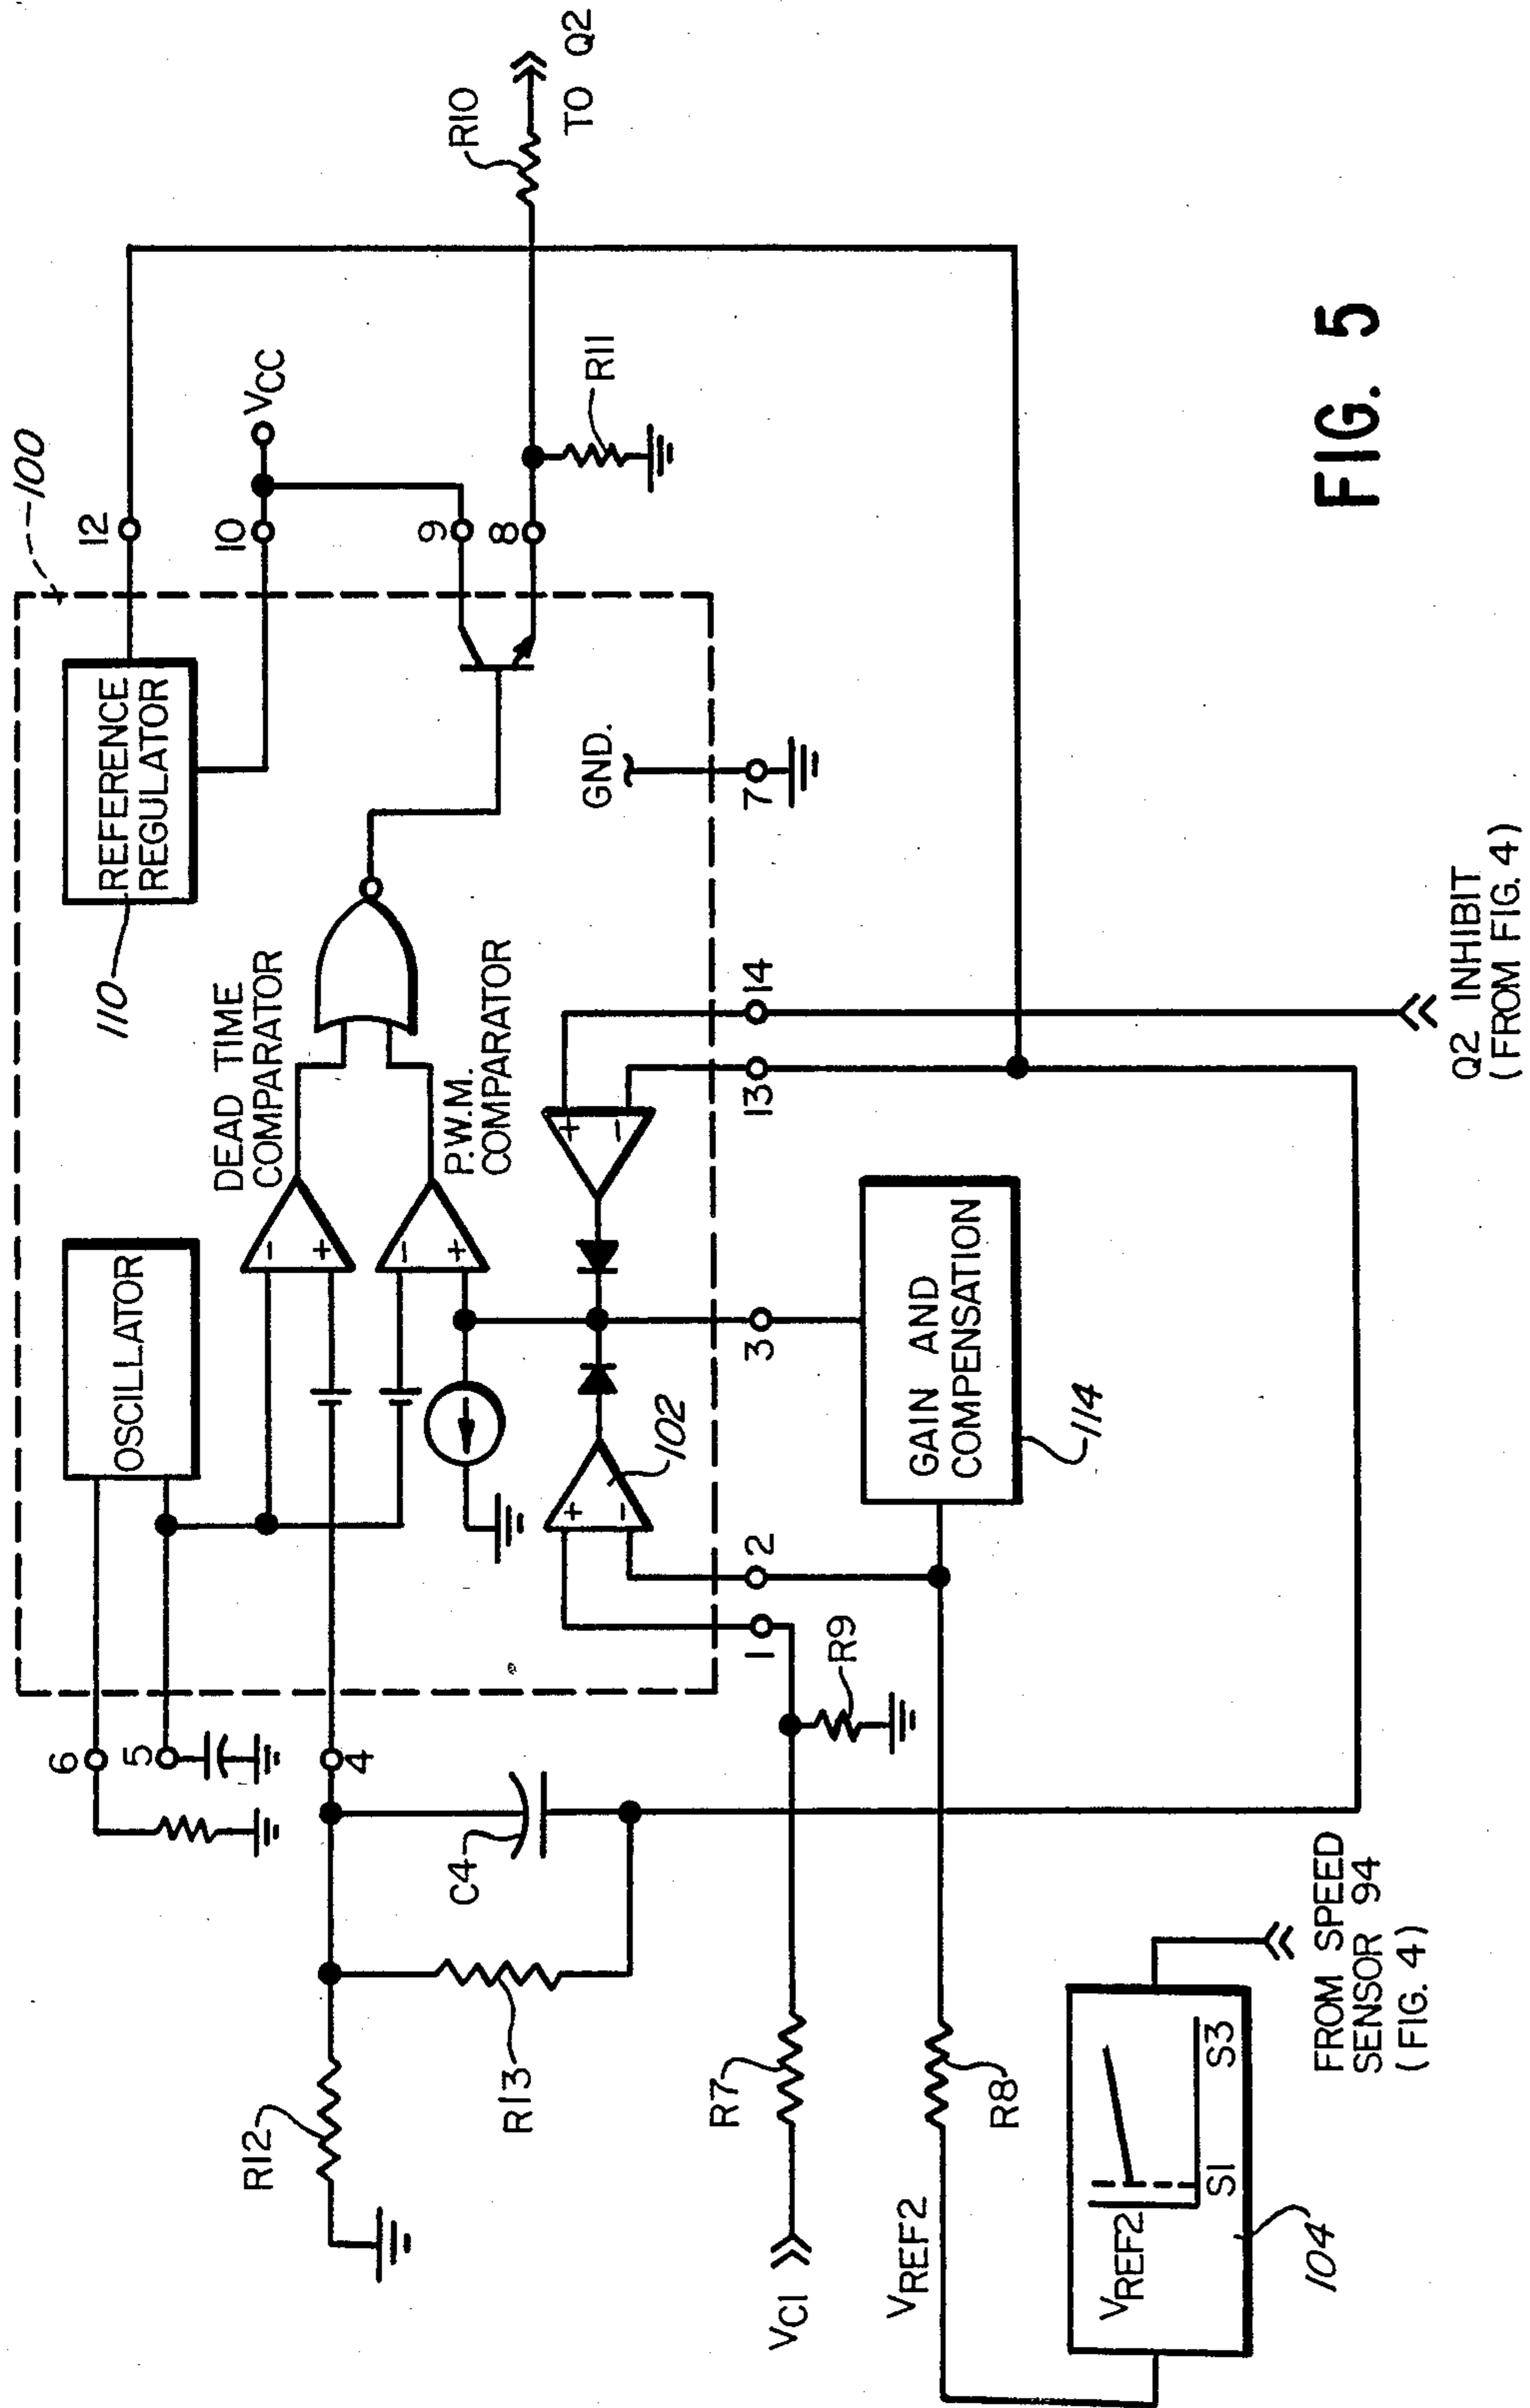 100
12
10
VCC
9
8
R10
TO Q2
R11
REFERENCE
REGULATOR
110
GND.
7
DEAD TIME
COMPARATOR
P.W.M.
COMPARATOR
-
+
-
+
OSCILLATOR
6
5
4
+
-
+
-
102
14
13
3
2
1
Q2 INHIBIT
(FROM FIG. 4)
GAIN AND
COMPENSATION
114
R9
C4
R13
R12
R7
VC1
R8
VREF2
VREF2
S1
S3
104
FROM SPEED
SENSOR 94
(FIG. 4)
FIG. 5